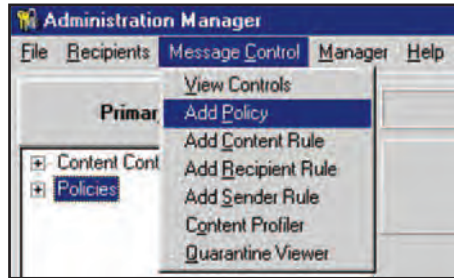 Administration Manager
File Recipients Message Control Manager Help
View Controls
Primar Add Policy
Add Content Rule
Content Cont Add Recipient Rule
Policies Add Sender Rule
Content Profiler
Quarantine Viewer